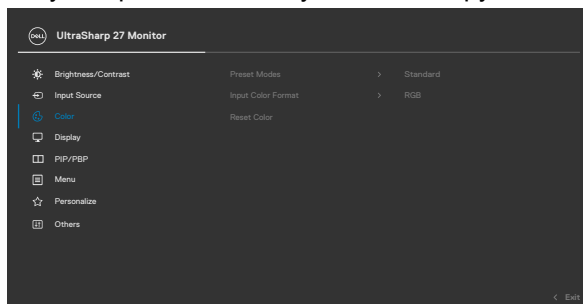 DELL UltraSharp 27 Monitor
Brightness/Contrast Preset Modes > Standard
Input Source Input Color Format > RGB
Color Reset Color
Display
PIP/PBP
Menu
Personalize
Others
< Exit